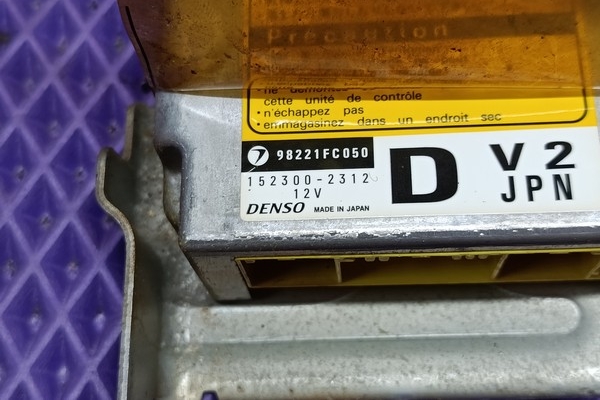 Precaution
• ne démontez
cette unité de contrôle
• n'échappez pas
• emmagasinez dans un endroit sec
98221FC050
152300-2312
12V
DENSO MADE IN JAPAN
D
V2
JPN